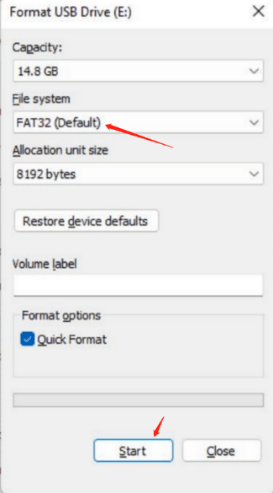 Format USB Drive (E:)
Capacity:
14.8 GB
File system
FAT32 (Default)
Allocation unit size
8192 bytes
Restore device defaults
Volume label
Format options
Quick Format
Start Close